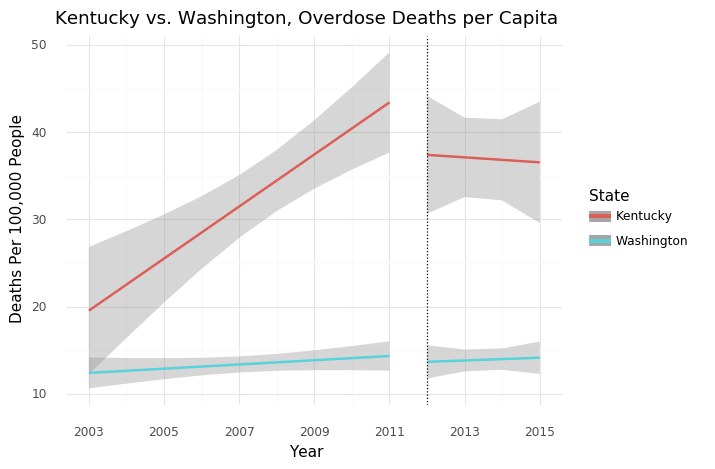 Kentucky vs. Washington, Overdose Deaths per Capita
Deaths Per 100,000 People
50
40
30
20
10
2003 2005 2007 2009 2011 2013 2015
Year
State
Kentucky
Washington